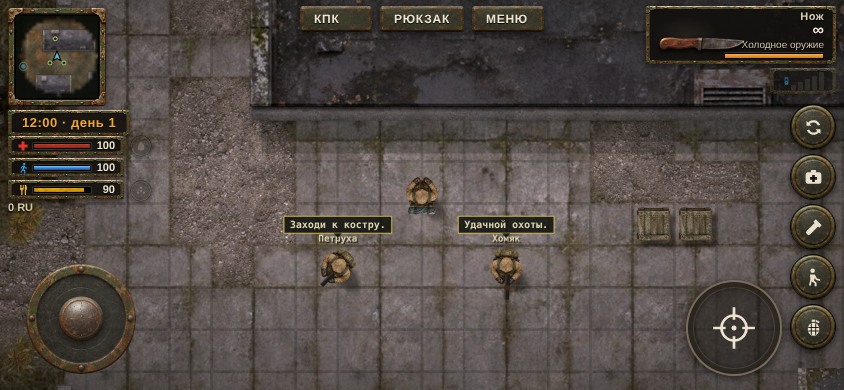 КПК
РЮКЗАК
МЕНЮ
Нож
∞
Холодное оружие
12:00 · день 1
100
100
90
0 RU
Заходи к костру.
Петруха
Удачной охоты.
Хомяк